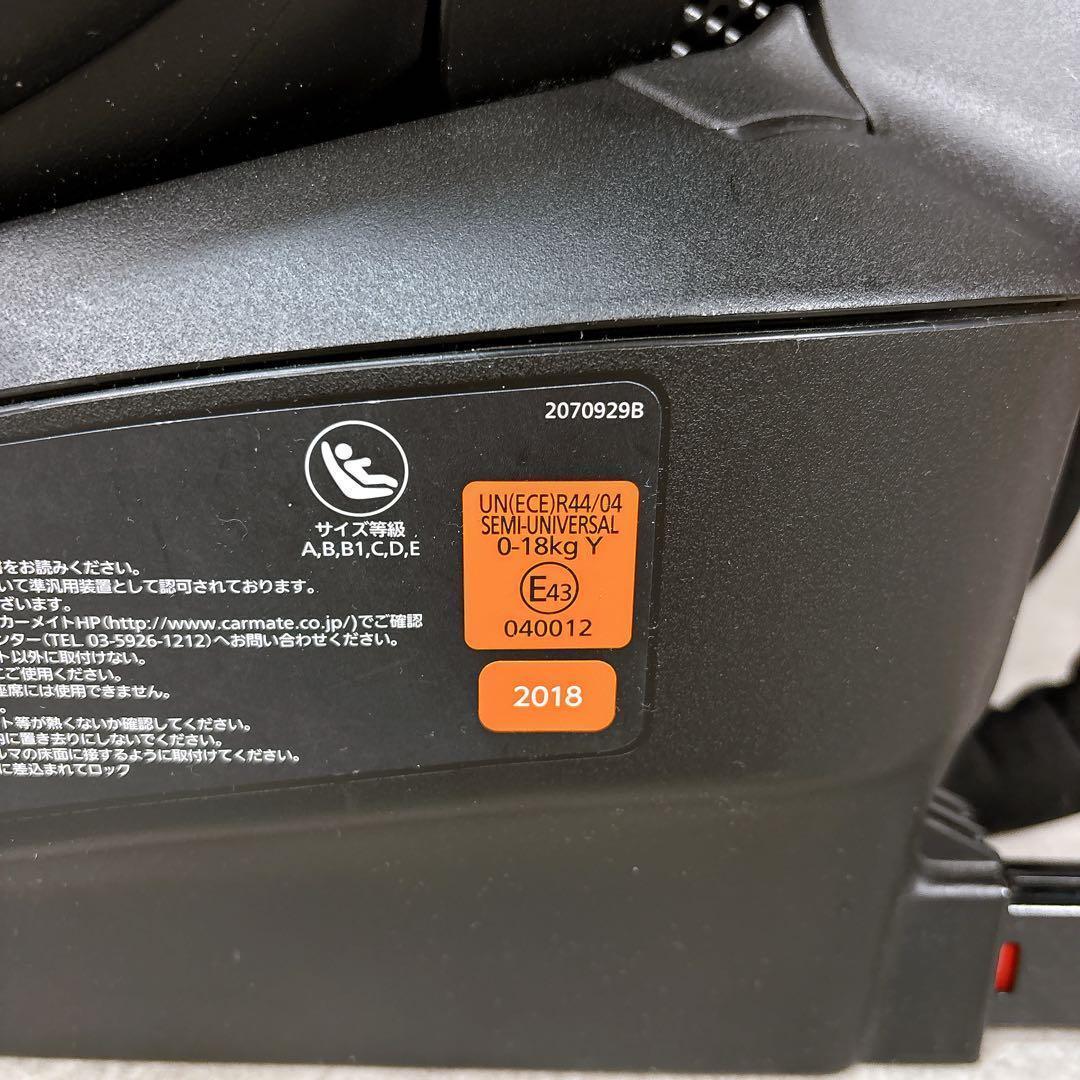 2070929B
サイズ等級
A,B,B1,C,D,E
UN(ECE)R44/04
SEMI-UNIVERSAL
0-18kg Y
E43
040012
2018
をお読みください。
いて準汎用装置として認可されております。
ざいます。
カーメイトHP(http://www.carmate.co.jp/)でご確認
ンター(TEL 03-5926-1212)へお問い合わせください。
ト以外に取付けない。
にご使用ください。
座席には使用できません。
。
ト等が熱くないか確認してください。
内に置き去りにしないでください。
ルマの床面に接するように取付けてください。
に差込まれてロック